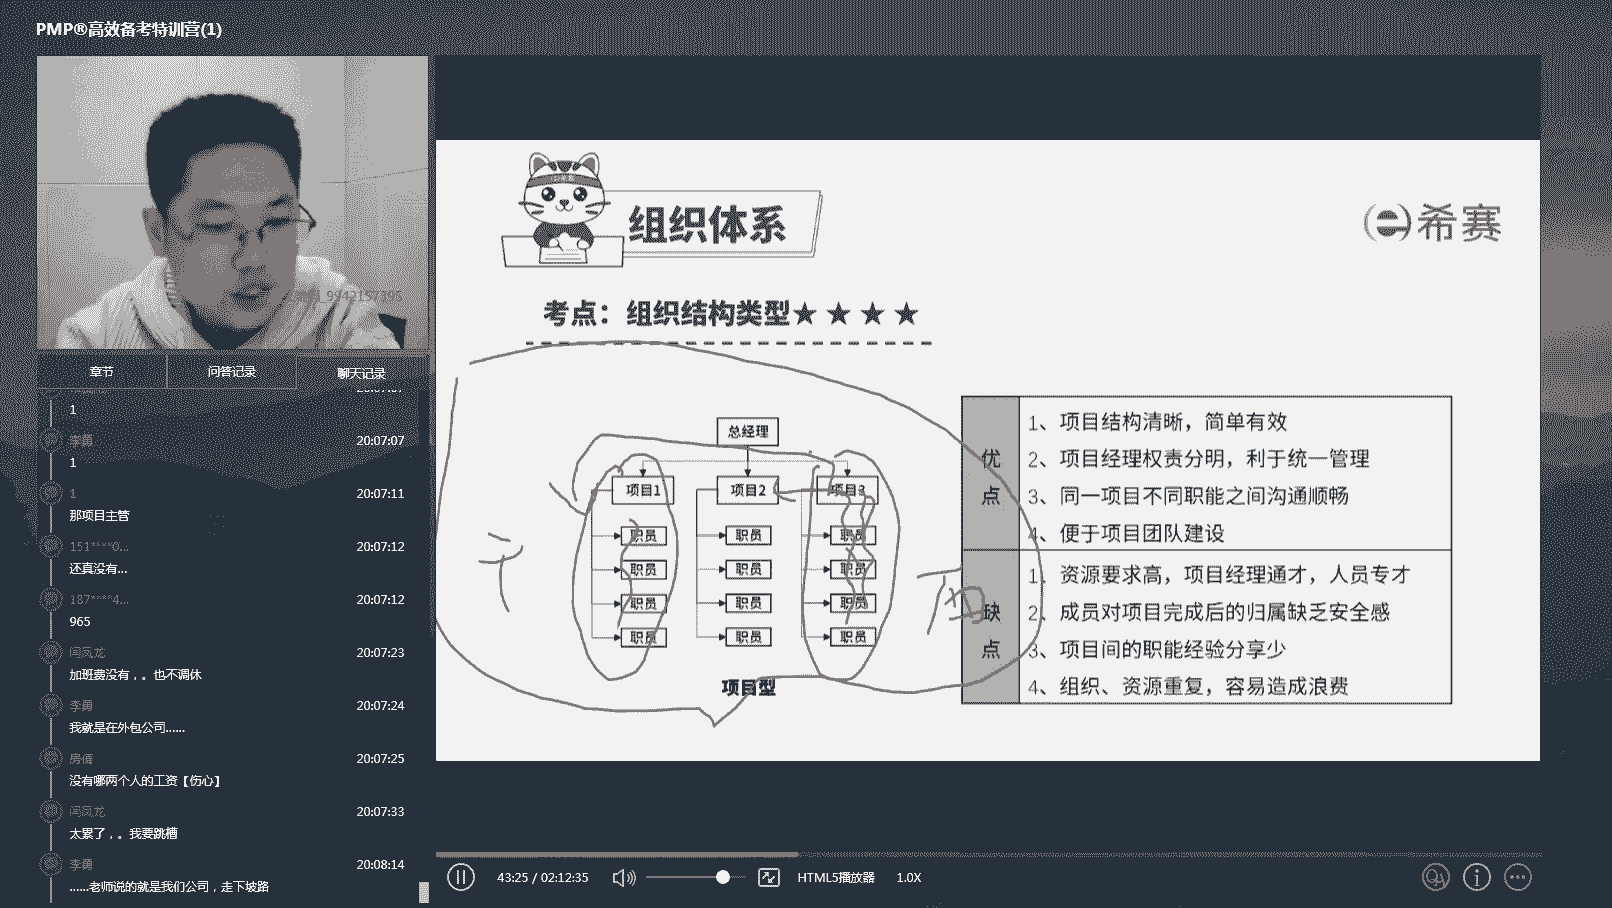 PMP®高效备考特训营(1)
9942157395
章节
问答记录
聊天记录
1
李勇
20:07:07
1
1
20:07:11
那项目主管
151****0...
20:07:12
还真没有...
187****4...
20:07:12
965
闫凤龙
20:07:23
加班费没有，。也不调休
李勇
20:07:24
我就是在外包公司......
房倩
20:07:25
没有哪两个人的工资【伤心】
闫凤龙
20:07:33
太累了，。我要跳槽
李勇
20:08:14
......老师说的就是我们公司，走下坡路
组织体系
希赛
考点：组织结构类型★★★★
总经理
项目1
项目2
项目3
职员
职员
职员
职员
职员
职员
职员
职员
职员
职员
职员
职员
项目型
优点
1、项目结构清晰，简单有效
2、项目经理权责分明，利于统一管理
3、同一项目不同职能之间沟通顺畅
4、便于项目团队建设
缺点
1、资源要求高，项目经理通才，人员专才
2、成员对项目完成后的归属缺乏安全感
3、项目间的职能经验分享少
4、组织、资源重复，容易造成浪费
43:25 / 02:12:35
HTML5播放器
1.0X